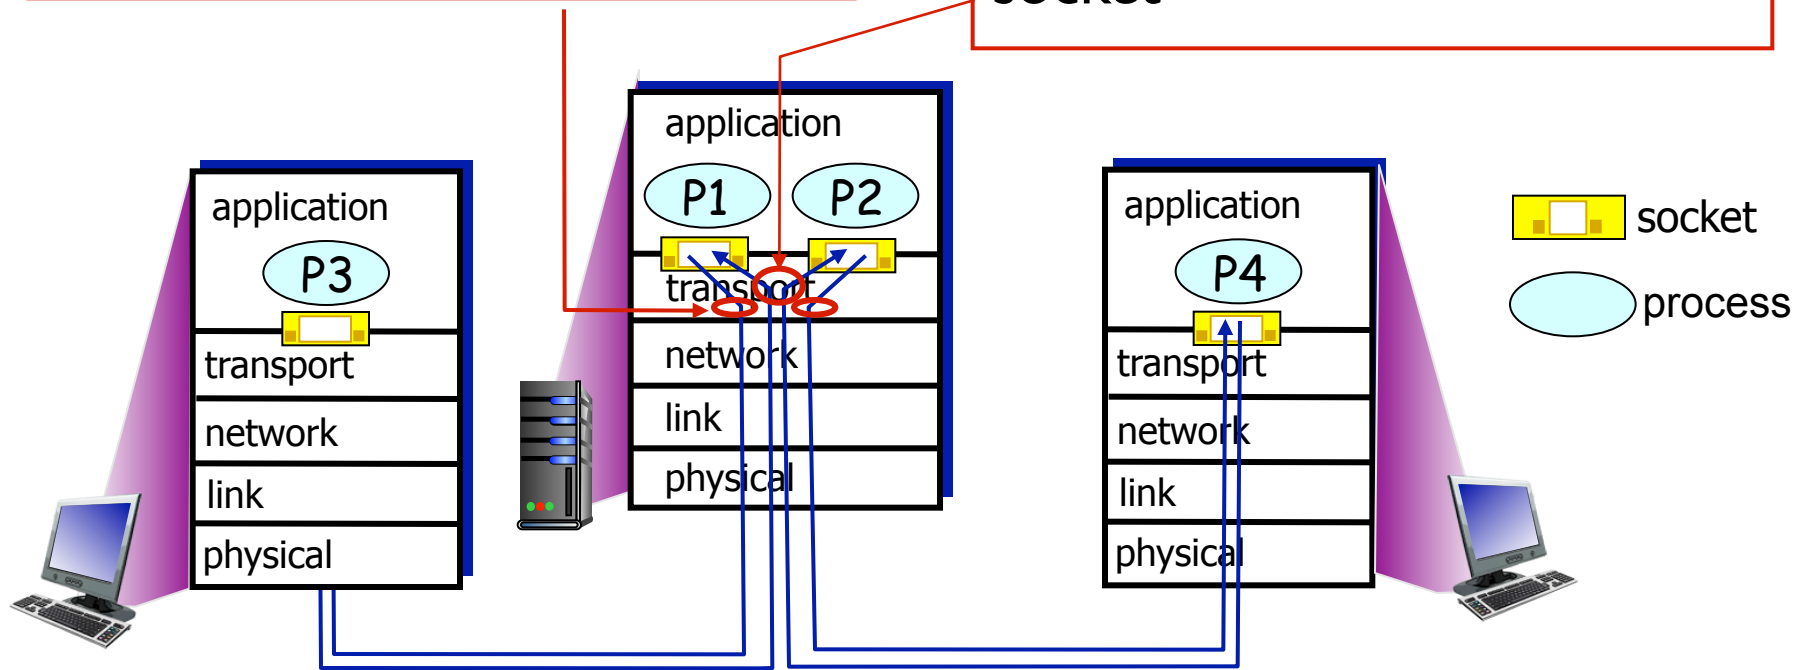 socket
application
P1
P2
transport
network
link
physical
application
P3
transport
network
link
physical
application
P4
transport
network
link
physical
socket
process